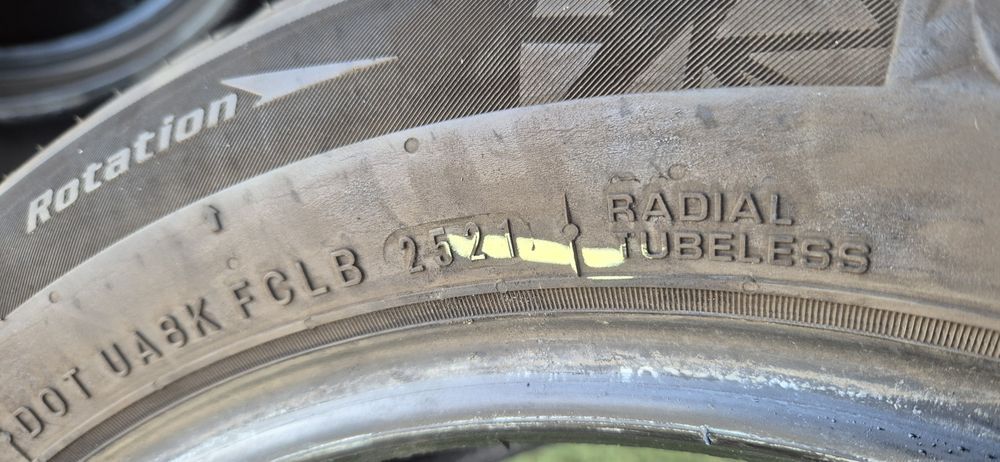 Rotation
DOT UA8K FCLB 2521
RADIAL
TUBELESS